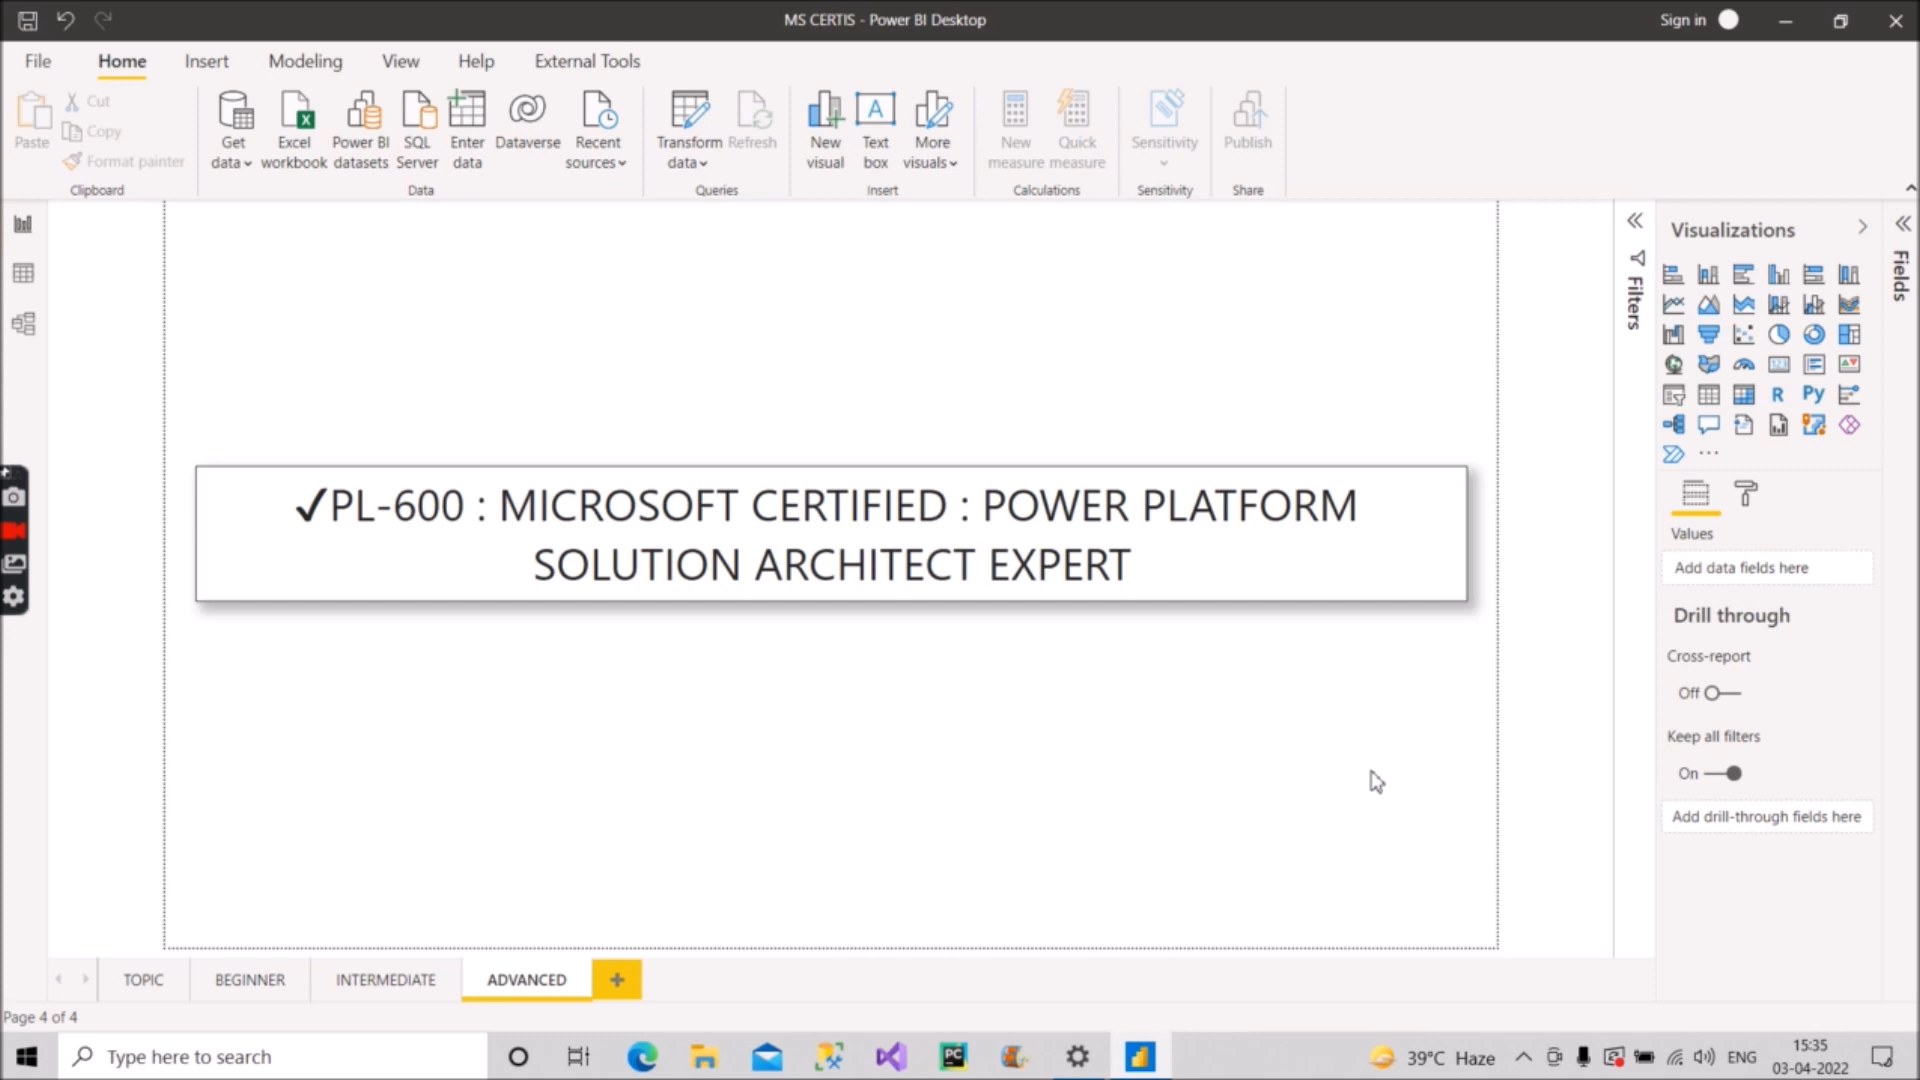 MS CERTIS - Power BI Desktop
Sign in
File Home Insert Modeling View Help External Tools
Paste
Cut
Copy
Format painter
Clipboard
Get data
Excel workbook
Power BI datasets
SQL Server
Enter data
Dataverse
Recent sources
Data
Transform data
Refresh
Queries
New visual
A
Text box
More visuals
Insert
New measure
Quick measure
Calculations
Sensitivity
Sensitivity
Publish
Share
✓PL-600 : MICROSOFT CERTIFIED : POWER PLATFORM
SOLUTION ARCHITECT EXPERT
Filters
Visualizations
R
Py
Values
Add data fields here
Drill through
Cross-report
Off
Keep all filters
On
Add drill-through fields here
Fields
TOPIC BEGINNER INTERMEDIATE ADVANCED +
Page 4 of 4
Type here to search
PC
39°C Haze
ENG
15:35
03-04-2022